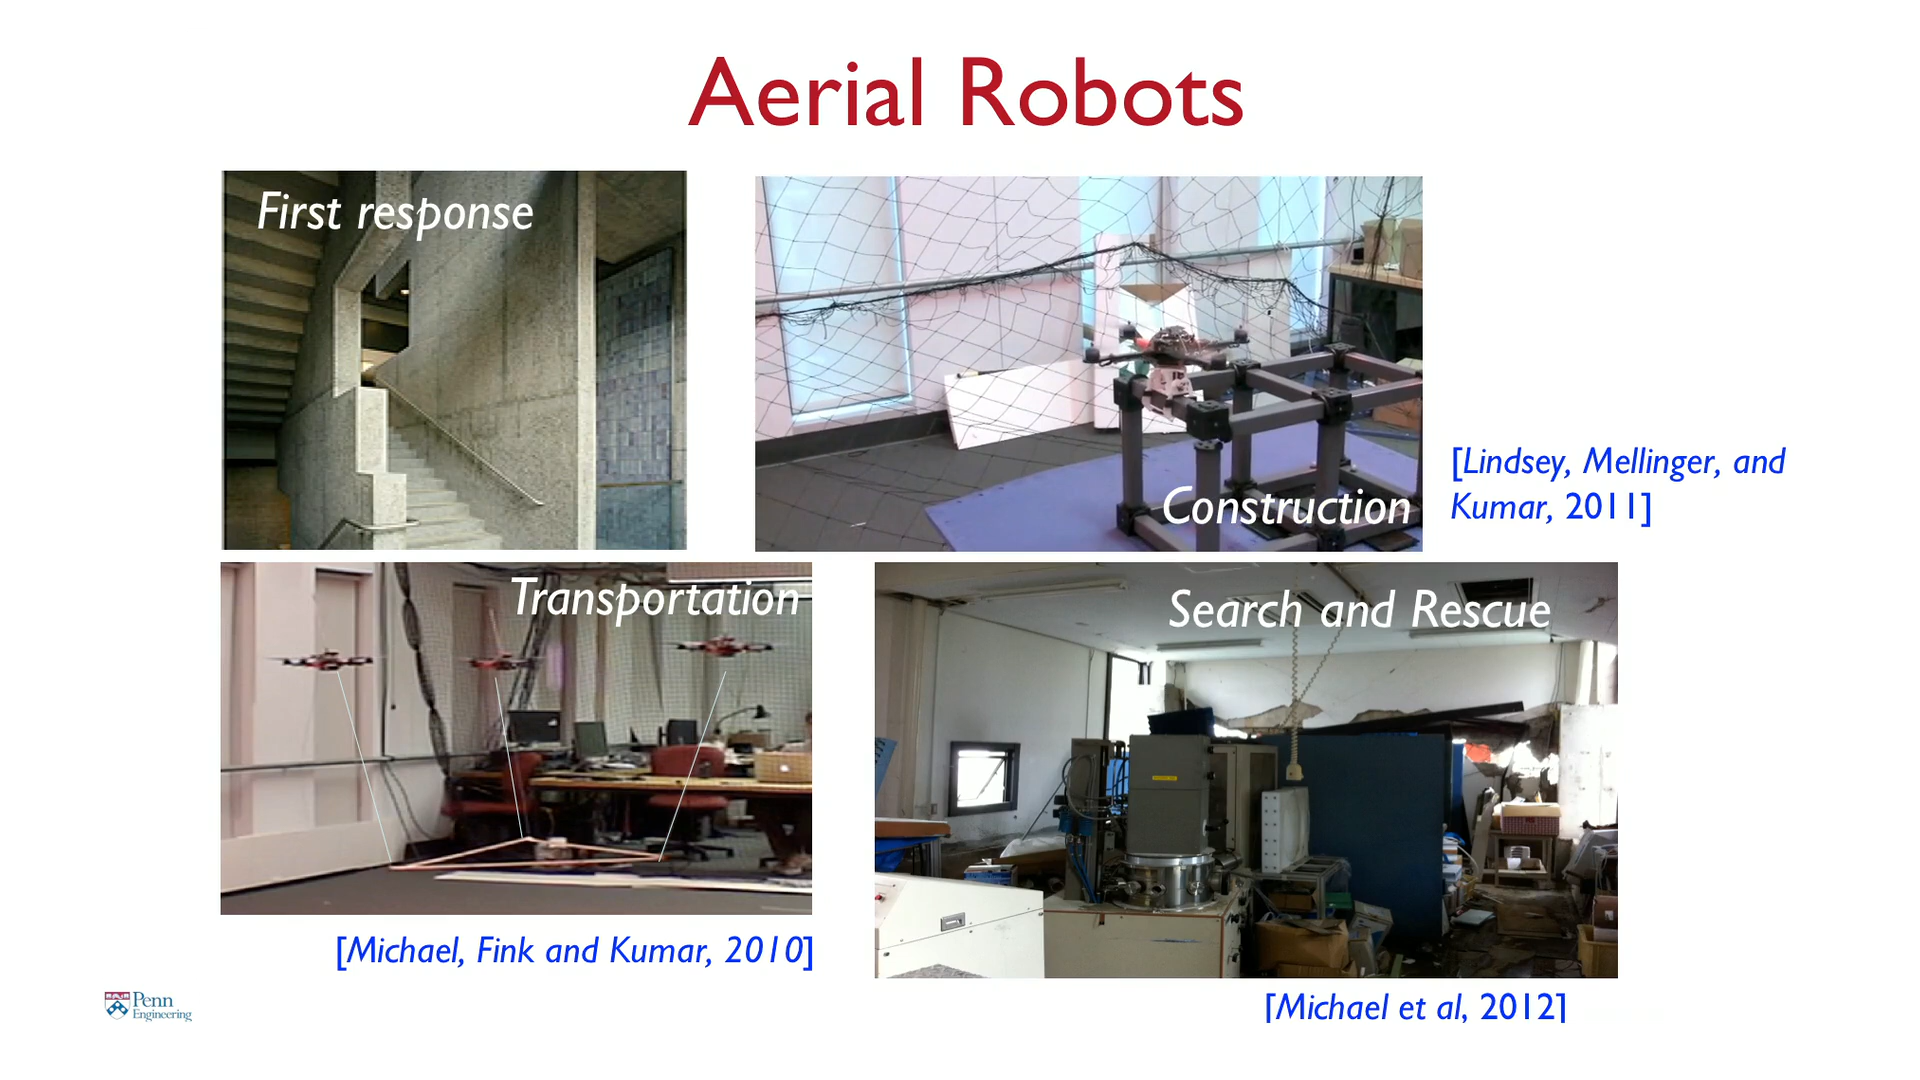 Aerial Robots
First response
Construction
[Lindsey, Mellinger, and
Kumar, 2011]
Transportation
Search and Rescue
[Michael, Fink and Kumar, 2010]
[Michael et al, 2012]
Penn
Engineering